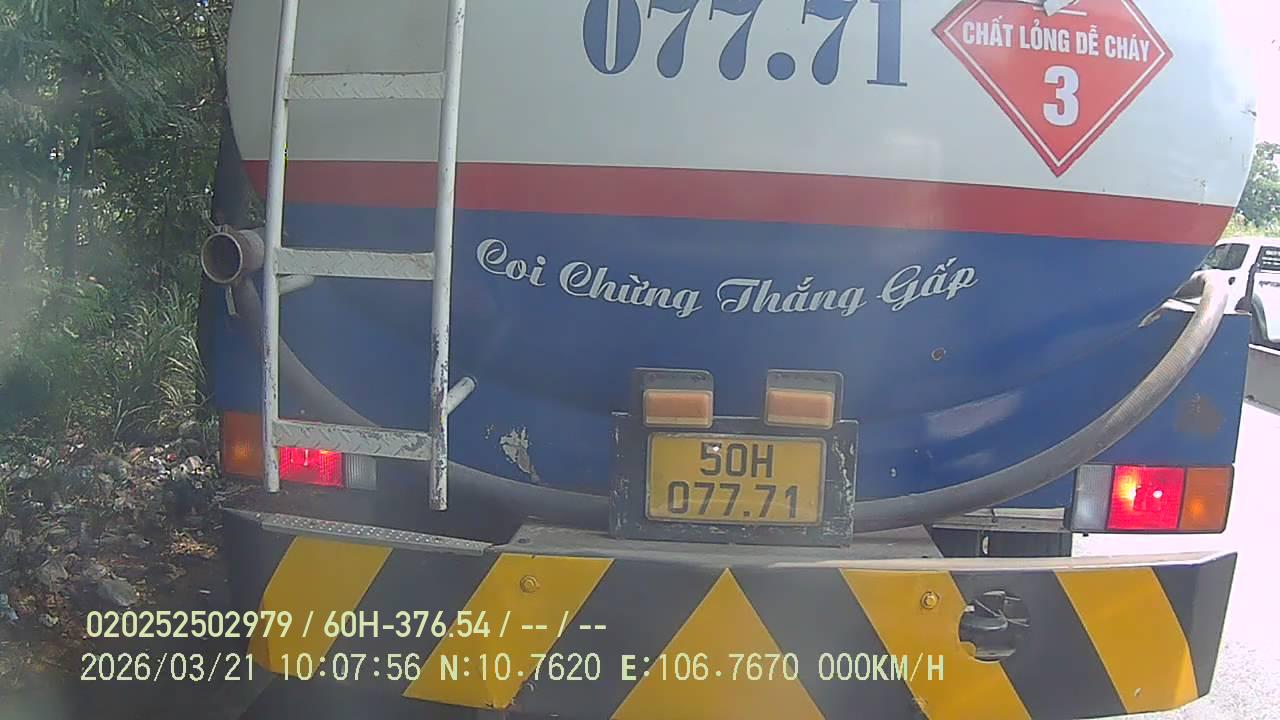 077.71
CHẤT LỎNG DỄ CHÁY
3
Coi Chừng Thắng Gấp
50H
077.71
020252502979 / 60H-376.54 / -- / --
2026/03/21 10:07:56 N:10.7620 E:106.7670 000KM/H